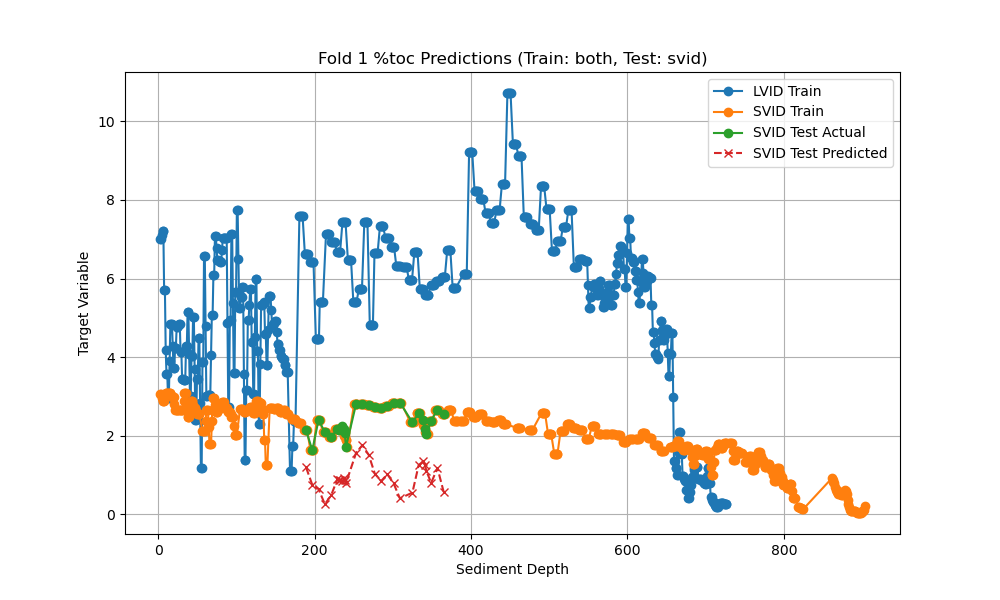 Fold 1 %toc Predictions (Train: both, Test: svid)
LVID Train
SVID Train
SVID Test Actual
SVID Test Predicted
Target Variable
10
8
6
4
2
0
0 200 400 600 800
Sediment Depth